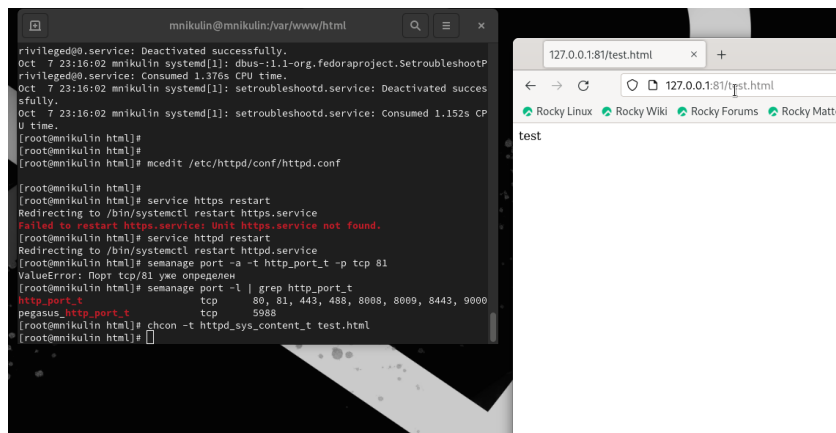 mnikulin@mnikulin:/var/www/html
rivileged@0.service: Deactivated successfully.
Oct  7 23:16:02 mnikulin systemd[1]: dbus-:1.1-org.fedoraproject.SetroubleshootP
rivileged@0.service: Consumed 1.376s CPU time.
Oct  7 23:16:02 mnikulin systemd[1]: setroubleshootd.service: Deactivated succes
sfully.
Oct  7 23:16:02 mnikulin systemd[1]: setroubleshootd.service: Consumed 1.152s CP
U time.
[root@mnikulin html]#
[root@mnikulin html]#
[root@mnikulin html]# mcedit /etc/httpd/conf/httpd.conf
[root@mnikulin html]#
[root@mnikulin html]# service https restart
Redirecting to /bin/systemctl restart https.service
Failed to restart https.service: Unit https.service not found.
[root@mnikulin html]# service httpd restart
Redirecting to /bin/systemctl restart httpd.service
[root@mnikulin html]# semanage port -a -t http_port_t -p tcp 81
ValueError: Порт tcp/81 уже определен
[root@mnikulin html]# semanage port -l | grep http_port_t
http_port_t                    tcp      80, 81, 443, 488, 8008, 8009, 8443, 9000
pegasus_http_port_t            tcp      5988
[root@mnikulin html]# chcon -t httpd_sys_content_t test.html
[root@mnikulin html]#
127.0.0.1:81/test.html
127.0.0.1:81/test.html
Rocky Linux Rocky Wiki Rocky Forums Rocky Matt
test